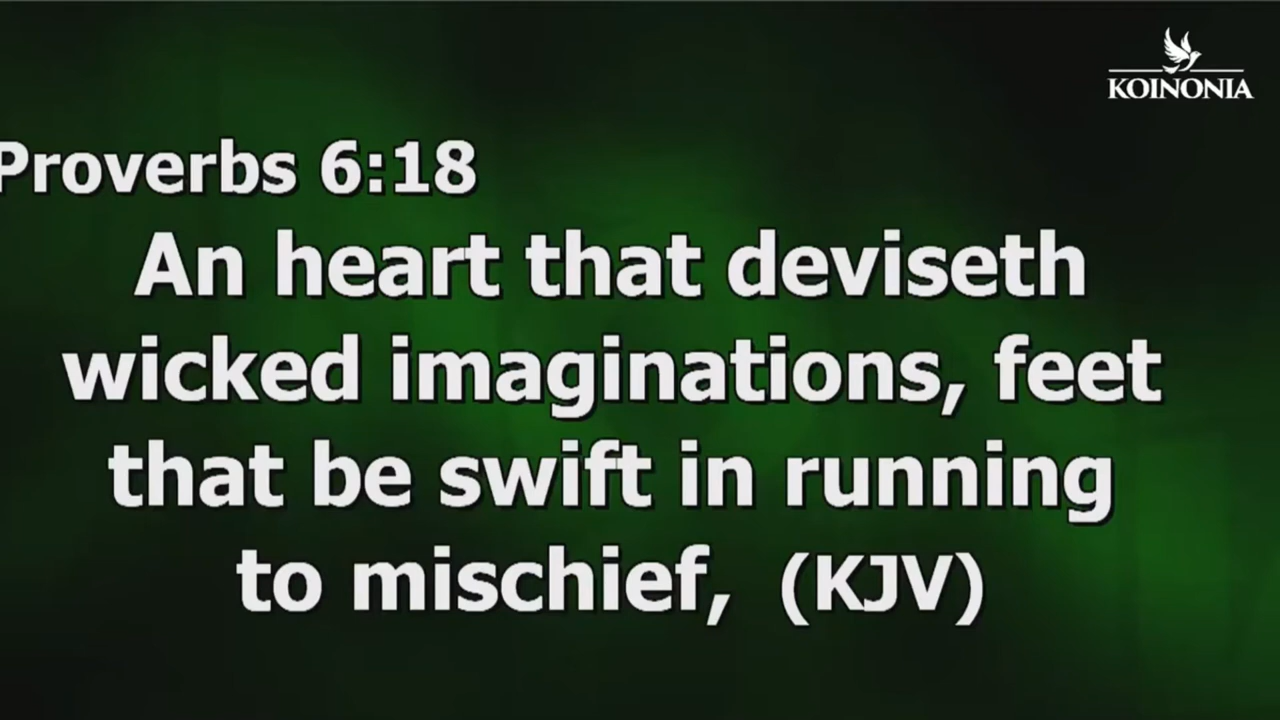 KOINONIA
Proverbs 6:18
An heart that deviseth
wicked imaginations, feet
that be swift in running
to mischief, (KJV)